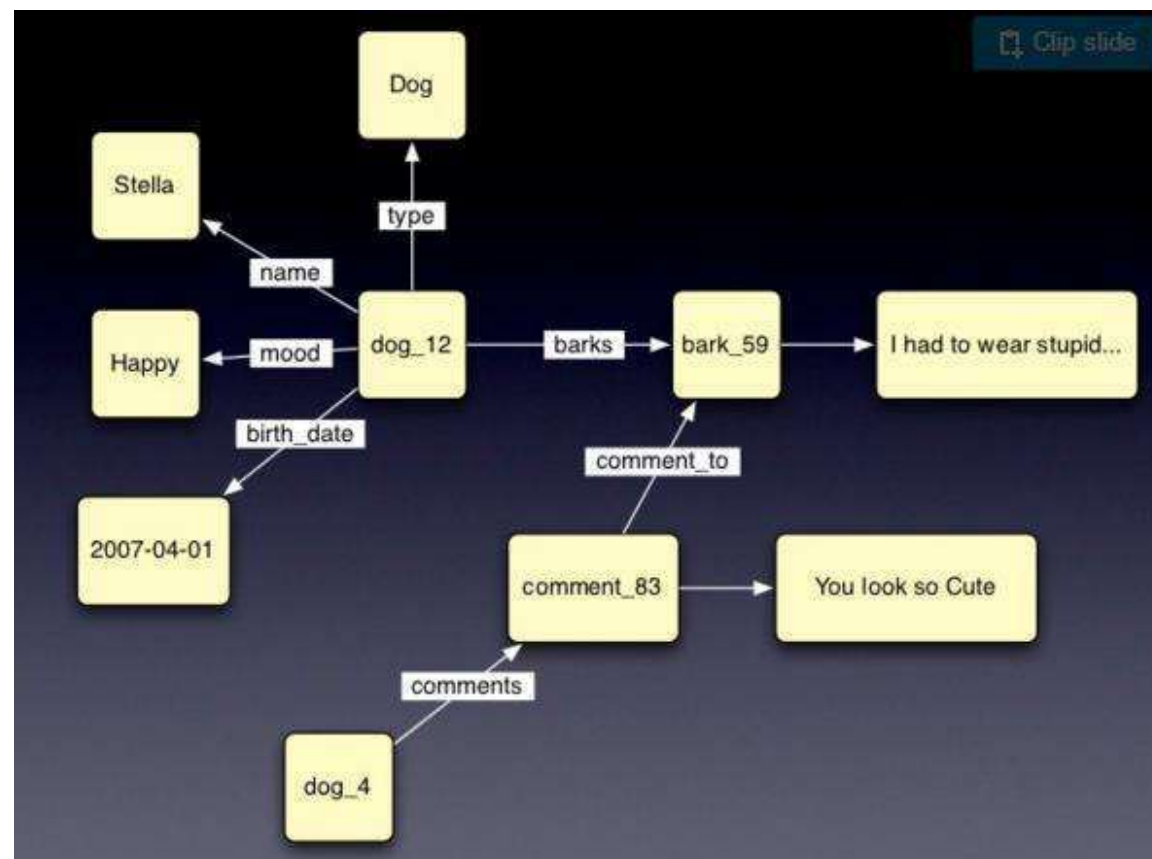 Clip slide
Dog
Stella
type
name
dog_12
barks
bark_59
I had to wear stupid...
Happy
mood
birth_date
comment_to
2007-04-01
comment_83
You look so Cute
comments
dog_4